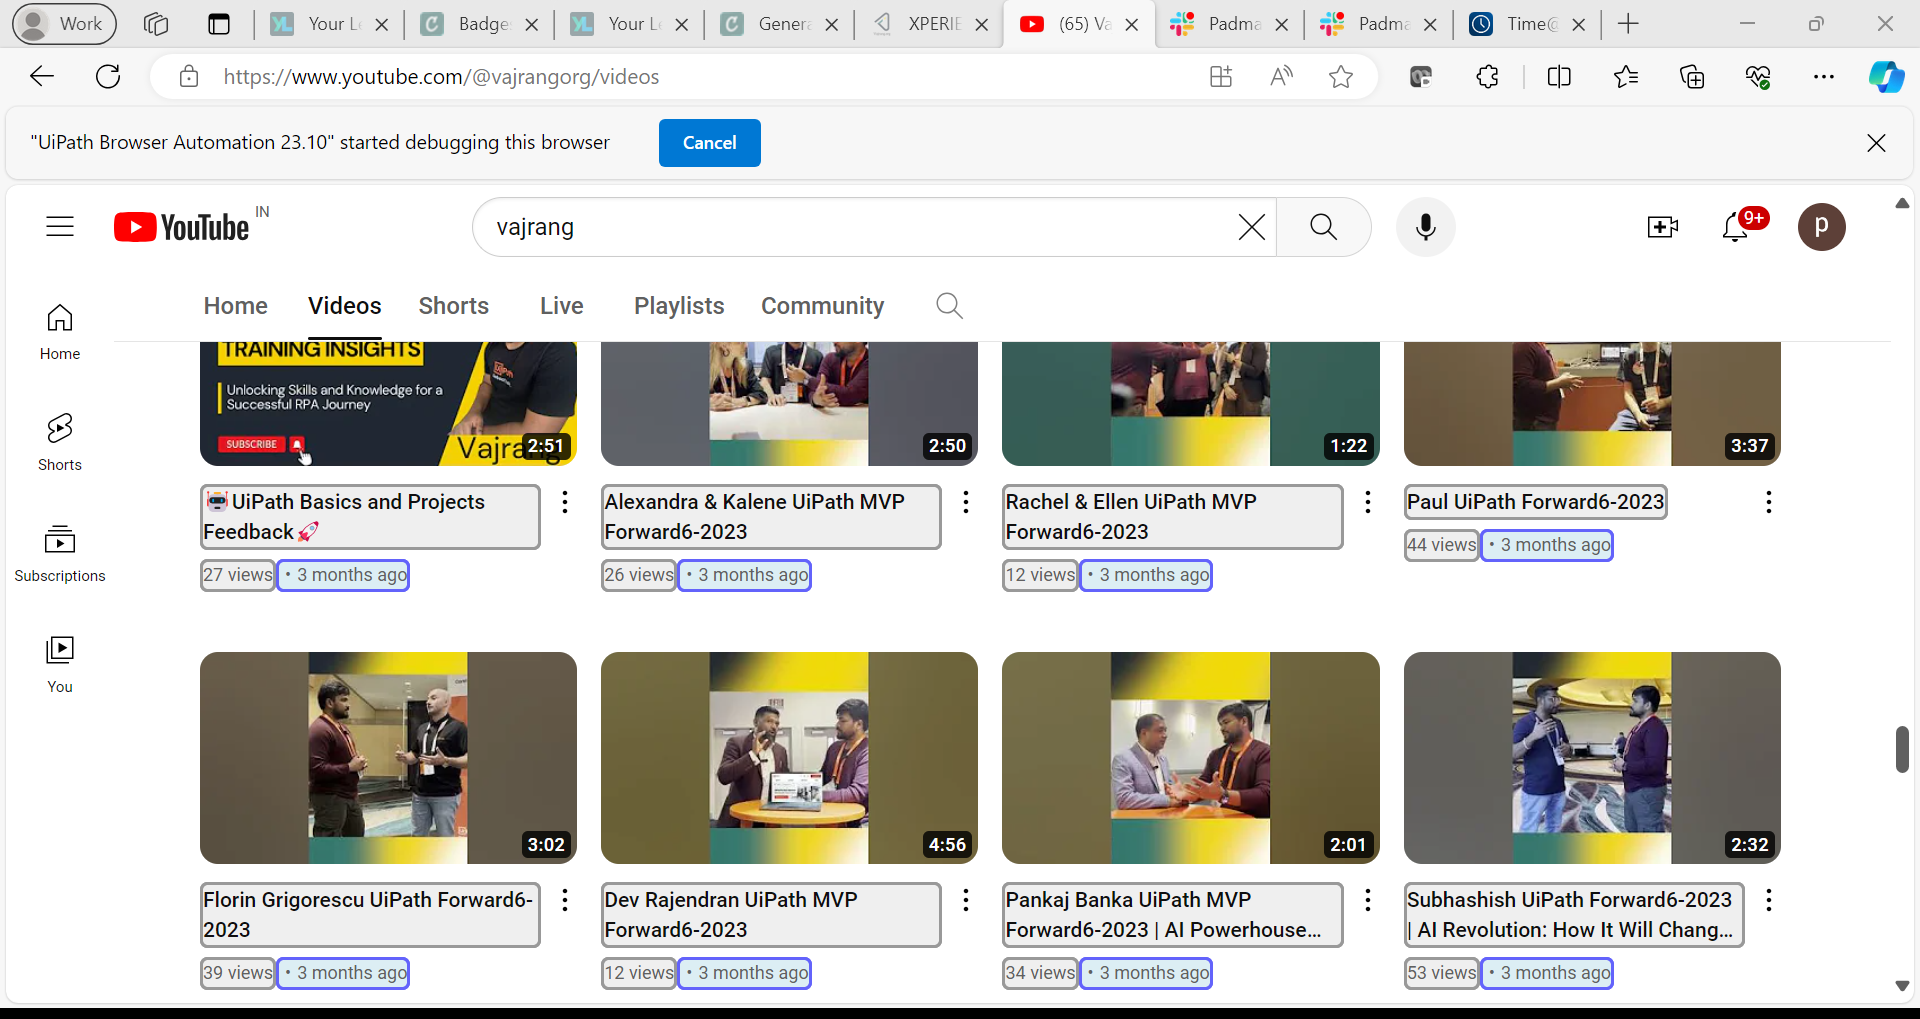 Work
Your L
Badge
Your L
Genera
XPERIE
(65) Va
Padma
Padma
Time@
https://www.youtube.com/@vajrangorg/videos
"UiPath Browser Automation 23.10" started debugging this browser
Cancel
YouTube IN
vajrang
9+
p
Home Videos Shorts Live Playlists Community
Home
Shorts
Subscriptions
You
TRAINING INSIGHTS
Unlocking Skills and Knowledge for a
Successful RPA Journey
SUBSCRIBE
Vajrang
2:51
2:50
1:22
3:37
🤖UiPath Basics and Projects
Feedback🚀
27 views • 3 months ago
Alexandra & Kalene UiPath MVP
Forward6-2023
26 views • 3 months ago
Rachel & Ellen UiPath MVP
Forward6-2023
12 views • 3 months ago
Paul UiPath Forward6-2023
44 views • 3 months ago
3:02
4:56
2:01
2:32
Florin Grigorescu UiPath Forward6-
2023
39 views • 3 months ago
Dev Rajendran UiPath MVP
Forward6-2023
12 views • 3 months ago
Pankaj Banka UiPath MVP
Forward6-2023 | AI Powerhouse...
34 views • 3 months ago
Subhashish UiPath Forward6-2023
| AI Revolution: How It Will Chang...
53 views • 3 months ago